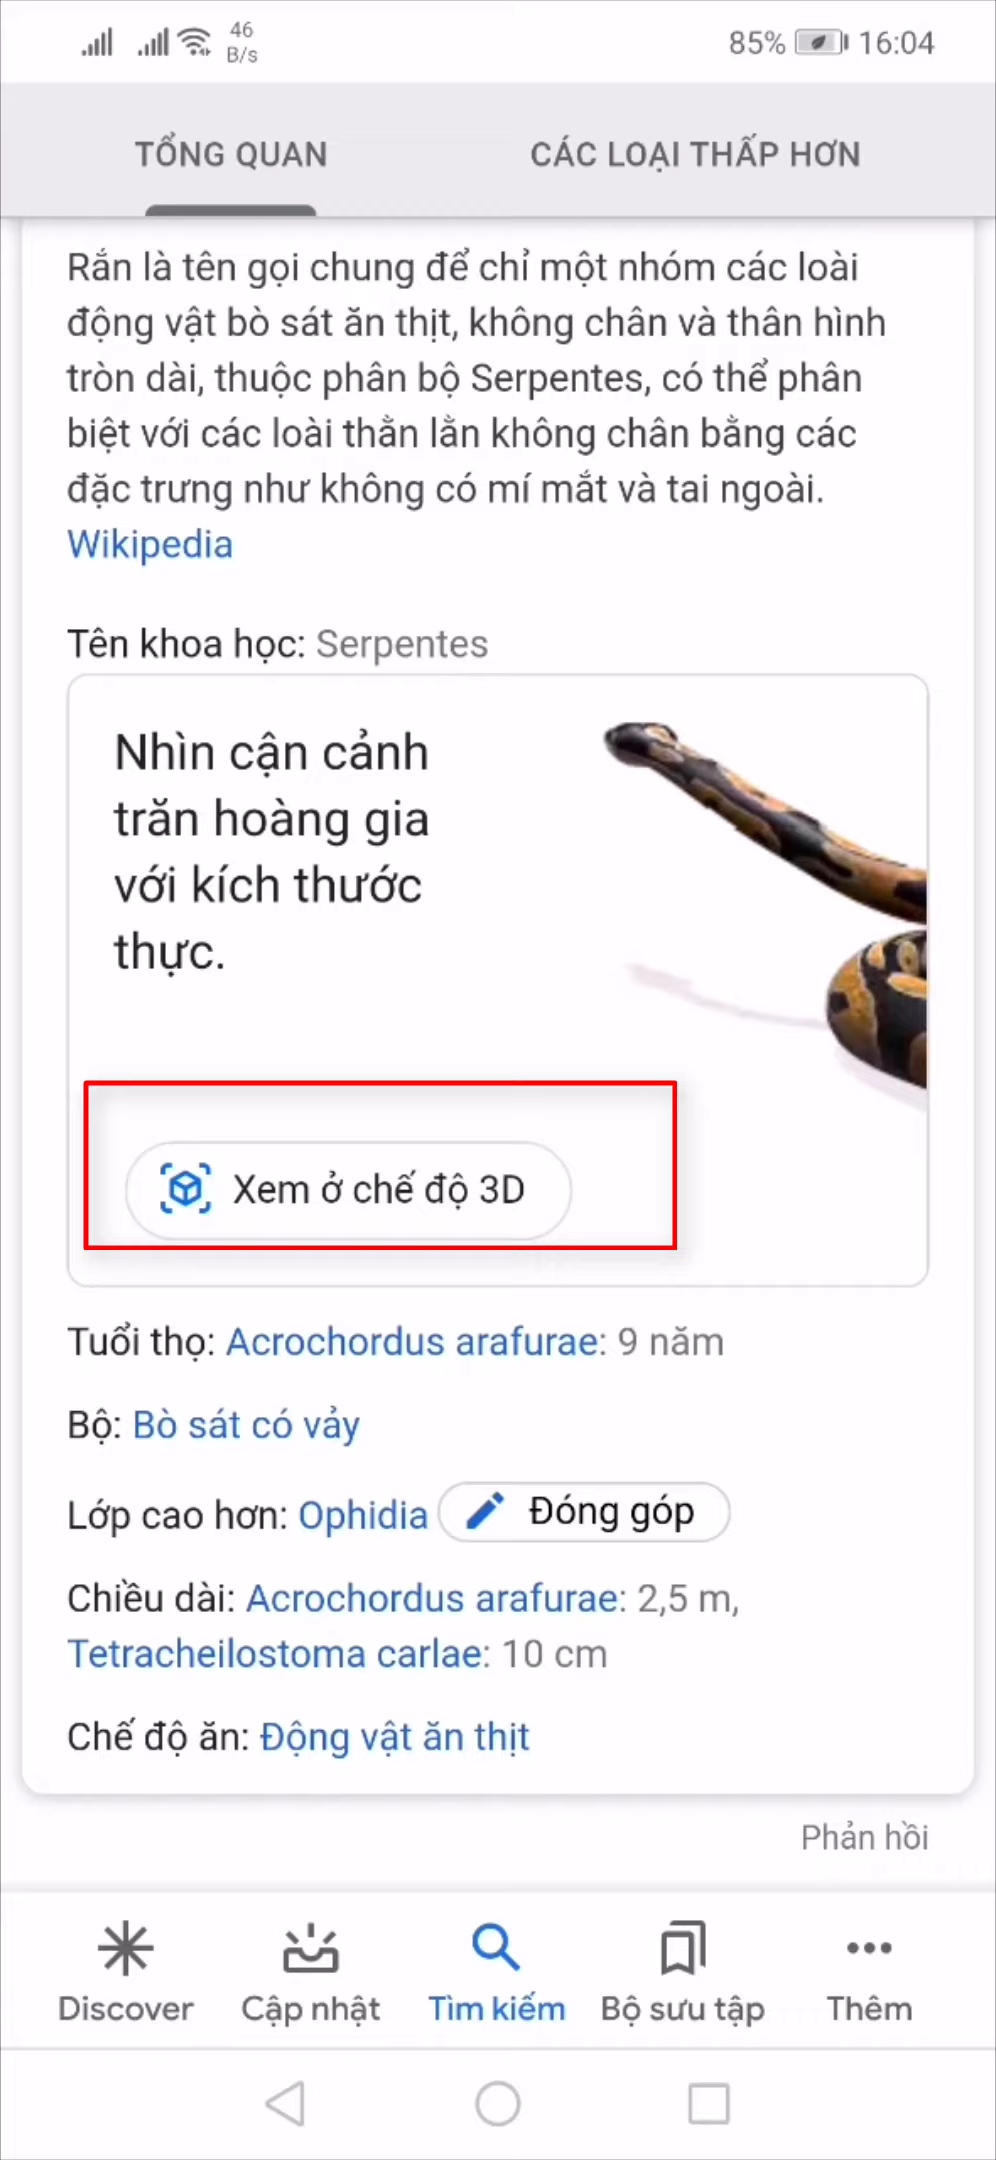 46
B/s
85%
16:04
TỔNG QUAN
CÁC LOẠI THẤP HƠN
Rắn là tên gọi chung để chỉ một nhóm các loài
động vật bò sát ăn thịt, không chân và thân hình
tròn dài, thuộc phân bộ Serpentes, có thể phân
biệt với các loài thằn lằn không chân bằng các
đặc trưng như không có mí mắt và tai ngoài.
Wikipedia
Tên khoa học: Serpentes
Nhìn cận cảnh
trăn hoàng gia
với kích thước
thực.
Xem ở chế độ 3D
Tuổi thọ: Acrochordus arafurae: 9 năm
Bộ: Bò sát có vảy
Lớp cao hơn: Ophidia
Đóng góp
Chiều dài: Acrochordus arafurae: 2,5 m,
Tetracheilostoma carlae: 10 cm
Chế độ ăn: Động vật ăn thịt
Phản hồi
Discover
Cập nhật
Tìm kiếm
Bộ sưu tập
Thêm